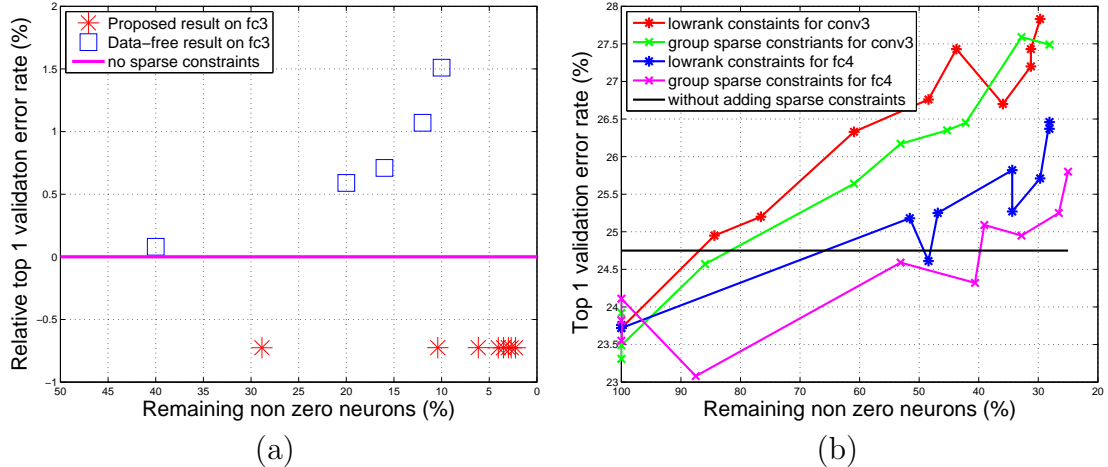 Proposed result on fc3
Data-free result on fc3
no sparse constraints
Relative top 1 validaton error rate (%)
2
1.5
1
0.5
0
−0.5
−1
50 45 40 35 30 25 20 15 10 5 0
Remaining non zero neurons (%)
(a)
lowrank constaints for conv3
group sparse constriants for conv3
lowrank constraints for fc4
group sparse constraints for fc4
without adding sparse constraints
Top 1 validation error rate (%)
28
27.5
27
26.5
26
25.5
25
24.5
24
23.5
23
100 90 80 70 60 50 40 30 20
Remaining non zero neurons (%)
(b)